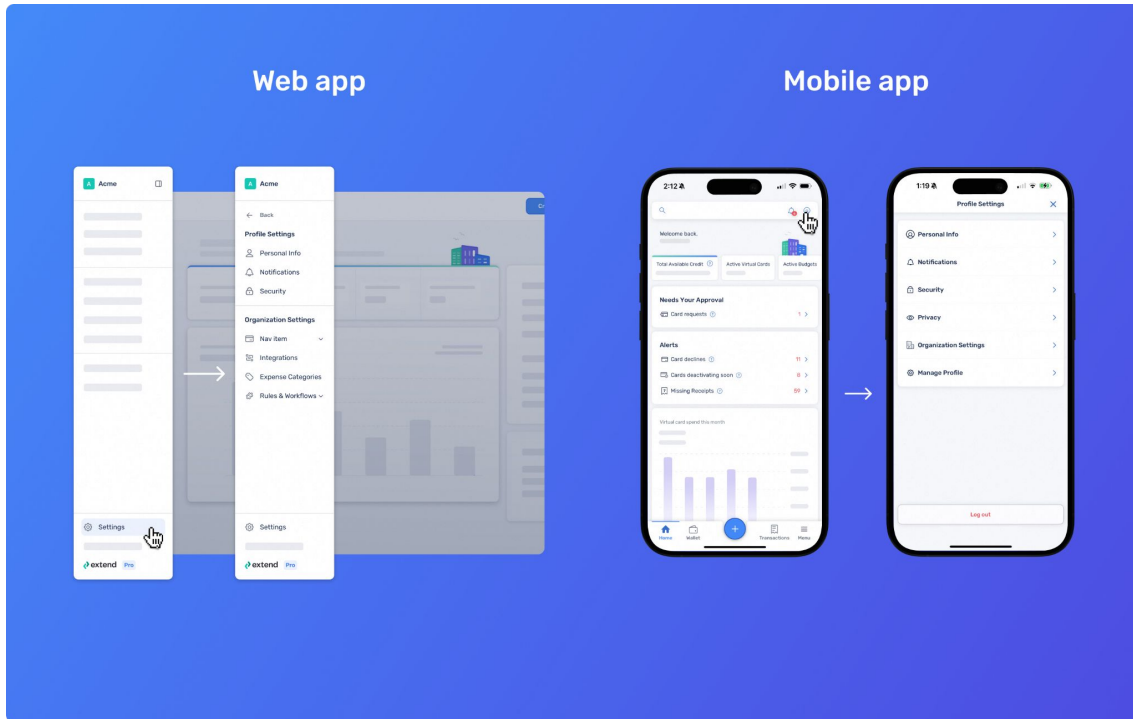 Web app
A Acme
Settings
extend Pro
A Acme
Back
Profile Settings
Personal Info
Notifications
Security
Organization Settings
Nav item
Integrations
Expense Categories
Rules & Workflows
Settings
extend Pro
Mobile app
2:12
Welcome back,
Total Available Credit
Active Virtual Cards
Active Budgets
Needs Your Approval
Card requests 1
Alerts
Card declines 11
Cards deactivating soon 0
Missing Receipts 59
Virtual card spend this month
Home
Wallet
Transactions
Menu
1:19
Profile Settings
Personal Info
Notifications
Security
Privacy
Organization Settings
Manage Profile
Log out